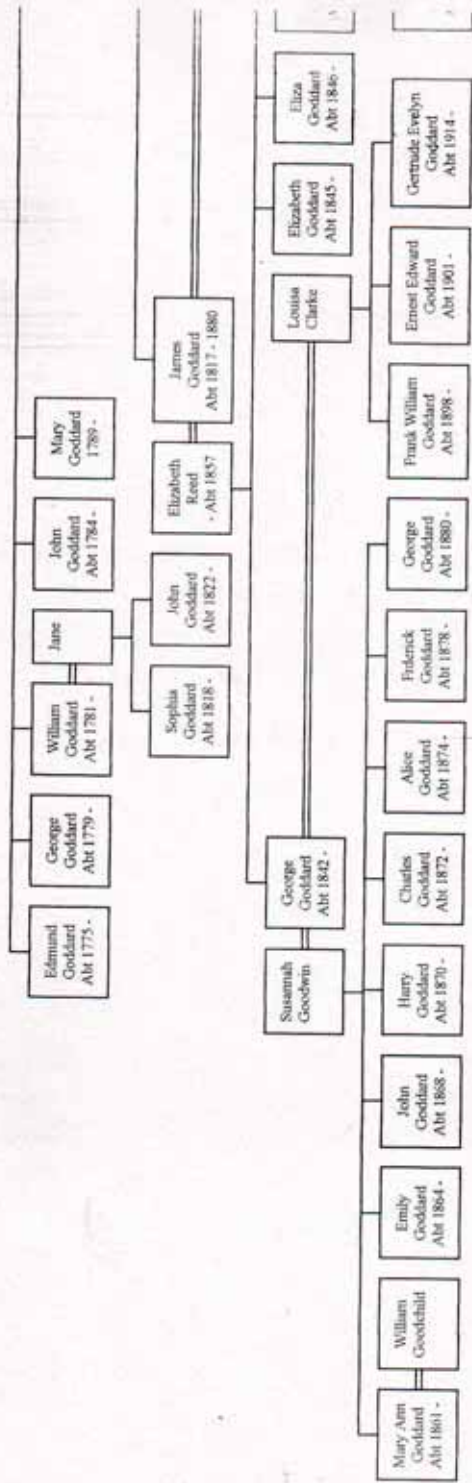 Edmund
Goddard
Abt 1775 -
George
Goddard
Abt 1779 -
William
Goddard
Abt 1781 -
Jane
John
Goddard
Abt 1784 -
Mary
Goddard
1789 -
Sophia
Goddard
Abt 1818 -
John
Goddard
Abt 1822 -
Elizabeth
Reed
- Abt 1857
James
Goddard
Abt 1817 - 1880
Susannah
Goodwin
George
Goddard
Abt 1842 -
Louisa
Clarke
Elizabeth
Goddard
Abt 1845 -
Eliza
Goddard
Abt 1846 -
Mary Ann
Goddard
Abt 1861 -
William
Goodchild
Emily
Goddard
Abt 1864 -
John
Goddard
Abt 1868 -
Harry
Goddard
Abt 1870 -
Charles
Goddard
Abt 1872 -
Alice
Goddard
Abt 1874 -
Frderick
Goddard
Abt 1878 -
George
Goddard
Abt 1880 -
Frank William
Goddard
Abt 1898 -
Ernest Edward
Goddard
Abt 1901 -
Gertrude Evelyn
Goddard
Abt 1914 -